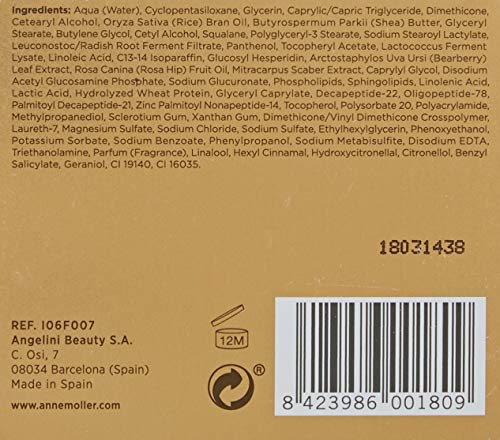 Ingredients: Aqua (Water), Cyclopentasiloxane, Glycerin, Caprylic/Capric Triglyceride, Dimethicone,
Cetearyl Alcohol, Oryza Sativa (Rice) Bran Oil, Butyrospermum Parkii (Shea) Butter, Glyceryl
Stearate, Butylene Glycol, Cetyl Alcohol, Squalane, Polyglyceryl-3 Stearate, Sodium Stearoyl Lactylate,
Leuconostoc/Radish Root Ferment Filtrate, Panthenol, Tocopheryl Acetate, Lactococcus Ferment
Lysate, Linoleic Acid, C13-14 Isoparaffin, Glucosyl Hesperidin, Arctostaphylos Uva Ursi (Bearberry)
Leaf Extract, Rosa Canina (Rosa Hip) Fruit Oil, Mitracarpus Scaber Extract, Caprylyl Glycol, Disodium
Acetyl Glucosamine Phosphate, Sodium Glucuronate, Phospholipids, Sphingolipids, Linolenic Acid,
Lactic Acid, Hydrolyzed Wheat Protein, Glyceryl Caprylate, Decapeptide-22, Oligopeptide-78,
Palmitoyl Decapeptide-21, Zinc Palmitoyl Nonapeptide-14, Tocopherol, Polysorbate 20, Polyacrylamide,
Methylpropanediol, Sclerotium Gum, Xanthan Gum, Dimethicone/Vinyl Dimethicone Crosspolymer,
Laureth-7, Magnesium Sulfate, Sodium Chloride, Sodium Sulfate, Ethylhexylglycerin, Phenoxyethanol,
Potassium Sorbate, Sodium Benzoate, Phenylpropanol, Sodium Metabisulfite, Disodium EDTA,
Triethanolamine, Parfum (Fragrance), Linalool, Hexyl Cinnamal, Hydroxycitronellal, Citronellol, Benzyl
Salicylate, Geraniol, CI 19140, CI 16035.
18031438
REF. I06F007
Angelini Beauty S.A.
C. Osi, 7
08034 Barcelona (Spain)
Made in Spain
www.annemoller.com
12M
8 423986 001809